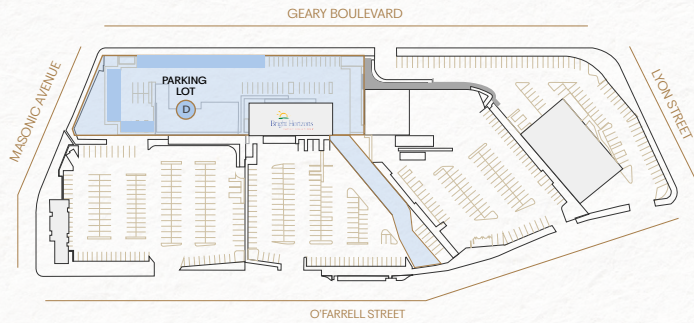 GEARY BOULEVARD
MASONIC AVENUE
PARKING
LOT
D
Bright Horizons
LYON STREET
O'FARRELL STREET